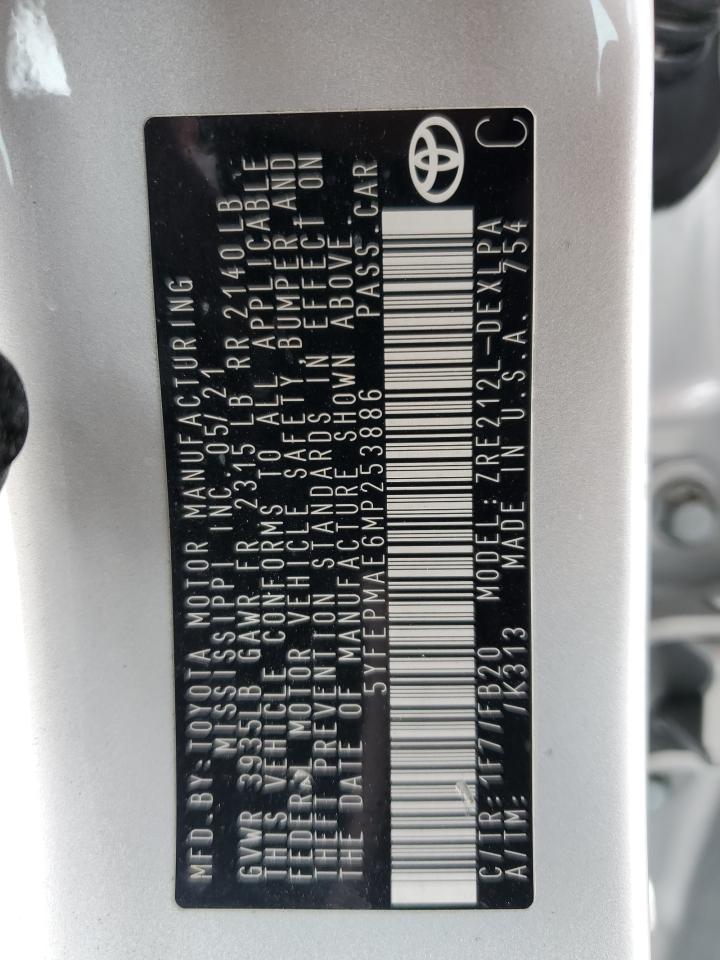 MFD.BY:TOYOTA MOTOR MANUFACTURING
MISSISSIPPI INC.05/21
GVWR 3935LB GAWR FR 2315 LB RR 2140LB
THIS VEHICLE CONFORMS TO ALL APPLICABLE
FEDERAL MOTOR VEHICLE SAFETY,BUMPER AND
THEFT PREVENTION STANDARDS IN EFFECT ON
THE DATE OF MANUFACTURE SHOWN ABOVE.
5YFEPMAE6MP253886 PASS.CAR
C/TR: 1F7/FB20 MODEL: ZRE212L-DEXLPA
A/TM: /K313 MADE IN U.S.A. 754
C